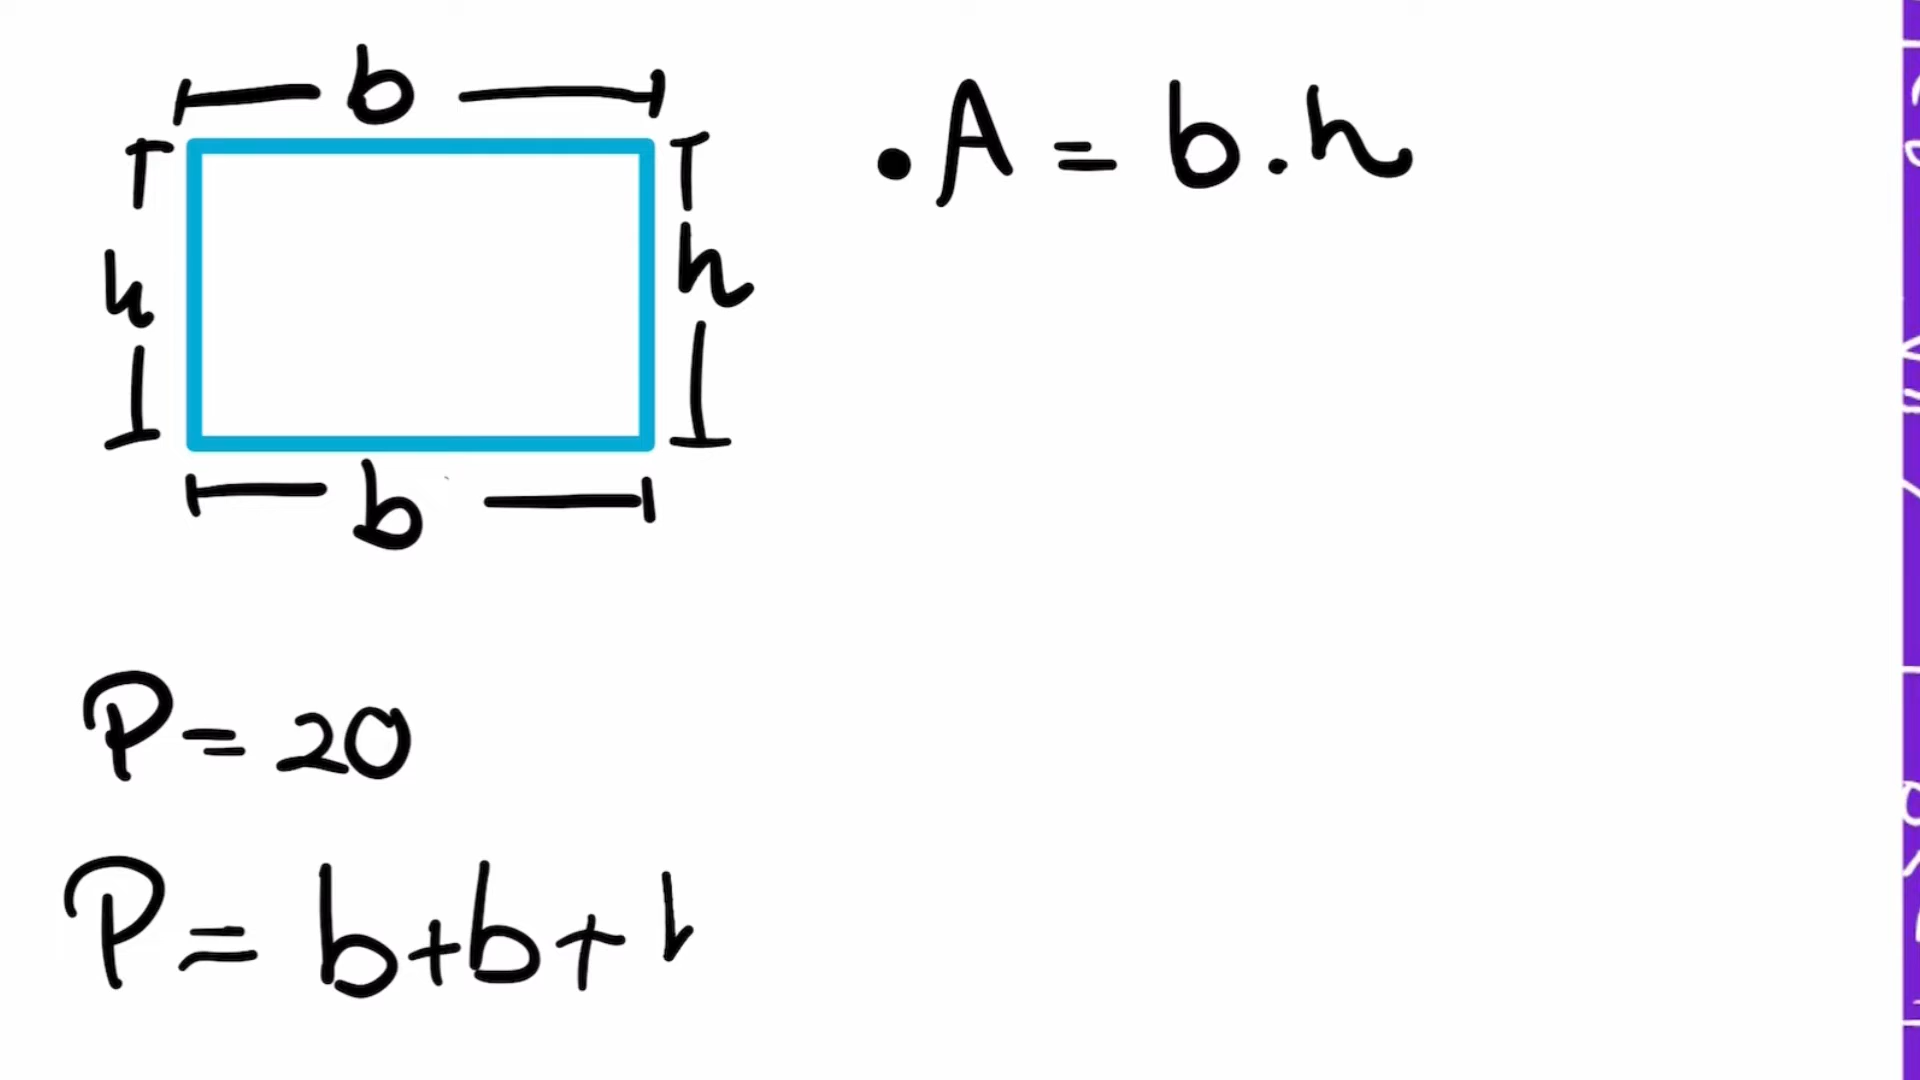 b
h
h
b
• A = b . h
P = 20
P = b + b +